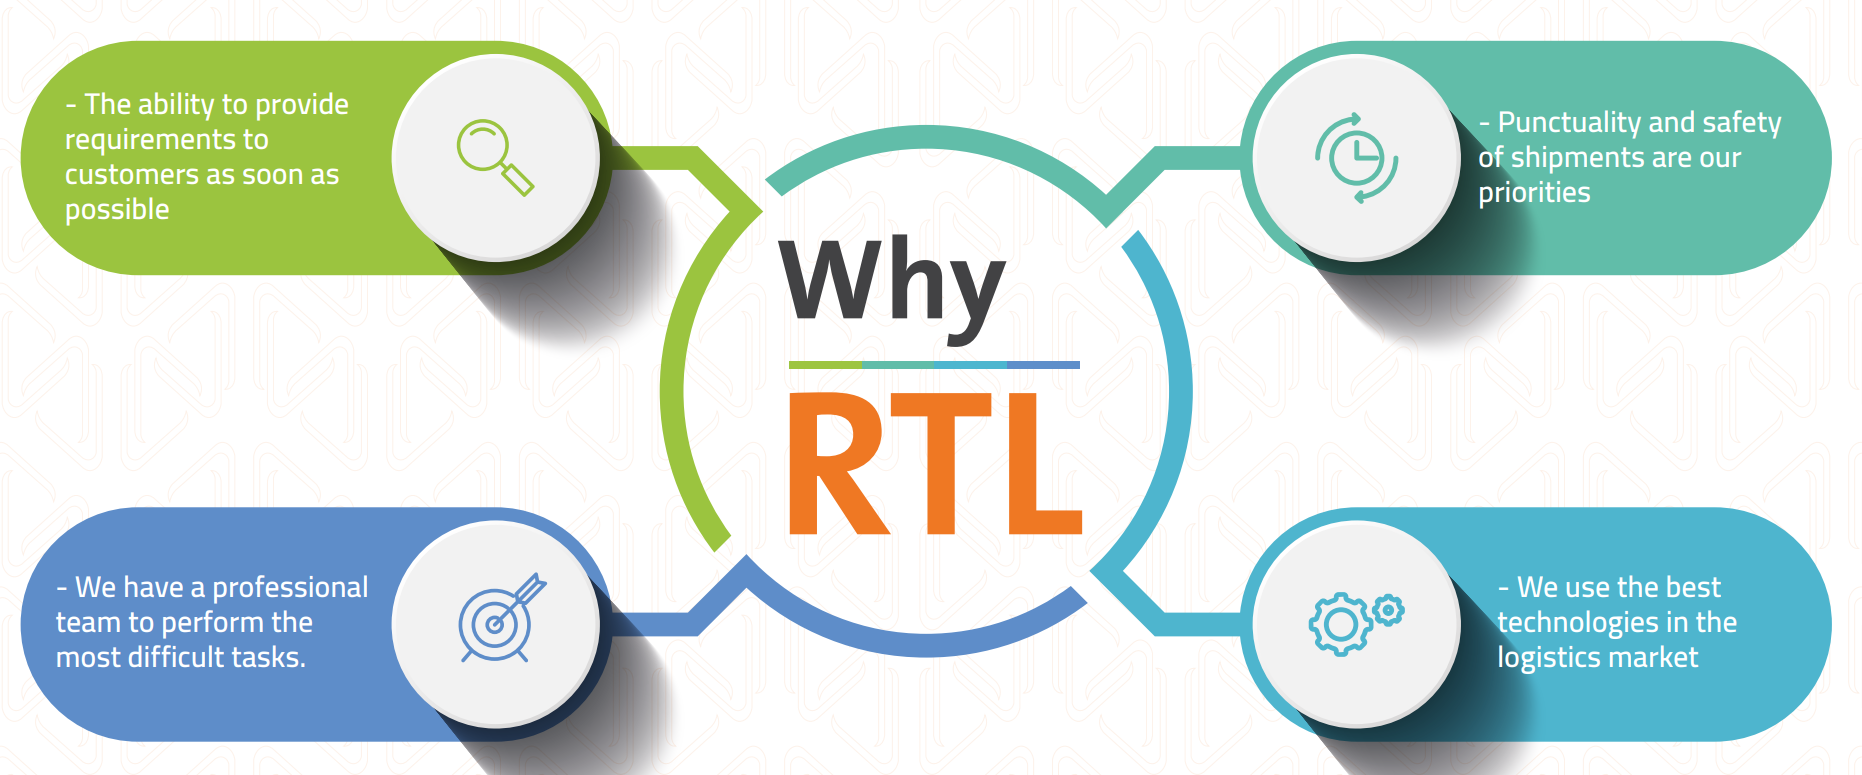 - The ability to provide
requirements to
customers as soon as
possible
- Punctuality and safety
of shipments are our
priorities
Why
RTL
- We have a professional
team to perform the
most difficult tasks.
- We use the best
technologies in the
logistics market